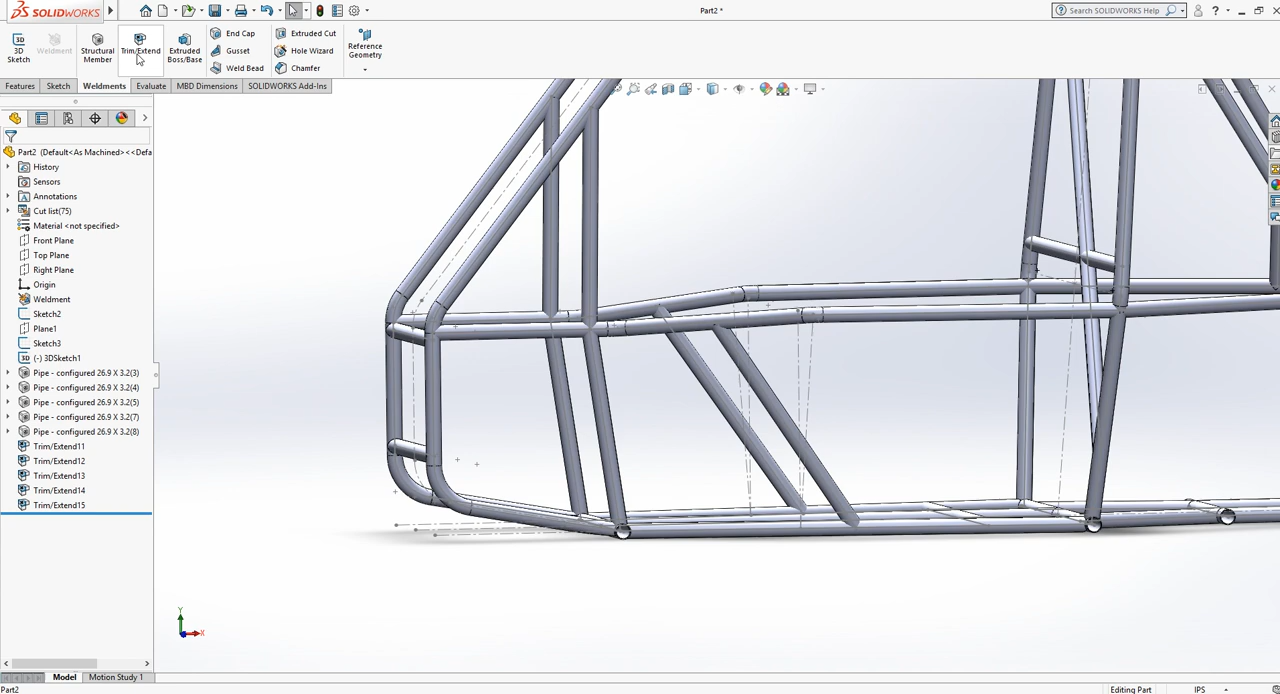 SOLIDWORKS
Part2 *
Search SOLIDWORKS Help
3D Sketch
Weldment
Structural Member
Trim/Extend
Extruded Boss/Base
End Cap
Gusset
Weld Bead
Extruded Cut
Hole Wizard
Chamfer
Reference Geometry
Features
Sketch
Weldments
Evaluate
MBD Dimensions
SOLIDWORKS Add-Ins
Part2 (Default<As Machined><<Defa
History
Sensors
Annotations
Cut list(75)
Material <not specified>
Front Plane
Top Plane
Right Plane
Origin
Weldment
Sketch2
Plane1
Sketch3
(-) 3DSketch1
Pipe - configured 26.9 X 3.2(3)
Pipe - configured 26.9 X 3.2(4)
Pipe - configured 26.9 X 3.2(5)
Pipe - configured 26.9 X 3.2(7)
Pipe - configured 26.9 X 3.2(8)
Trim/Extend11
Trim/Extend12
Trim/Extend13
Trim/Extend14
Trim/Extend15
Y
X
Model
Motion Study 1
Part2
Editing Part
IPS